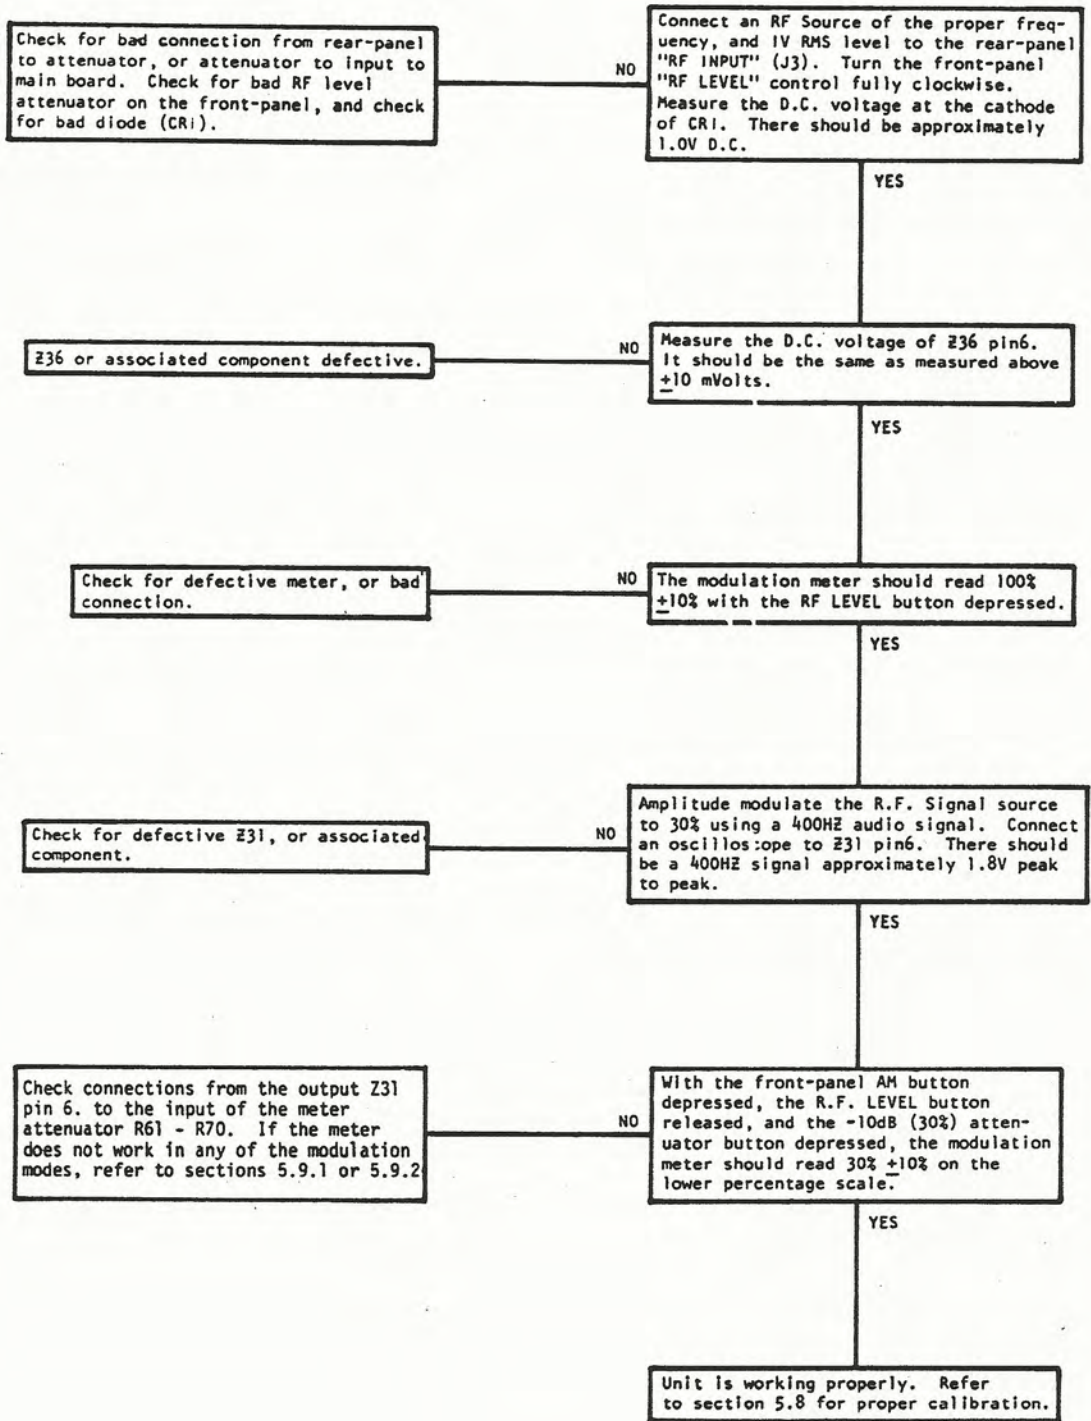 Check for bad connection from rear-panel
to attenuator, or attenuator to input to
main board. Check for bad RF level
attenuator on the front-panel, and check
for bad diode (CR1).
NO
Connect an RF Source of the proper freq-
uency, and 1V RMS level to the rear-panel
"RF INPUT" (J3). Turn the front-panel
"RF LEVEL" control fully clockwise.
Measure the D.C. voltage at the cathode
of CR1. There should be approximately
1.0V D.C.
YES
Z36 or associated component defective.
NO
Measure the D.C. voltage of Z36 pin6.
It should be the same as measured above
±10 mVolts.
YES
Check for defective meter, or bad
connection.
NO
The modulation meter should read 100%
±10% with the RF LEVEL button depressed.
YES
Check for defective Z31, or associated
component.
NO
Amplitude modulate the R.F. Signal source
to 30% using a 400HZ audio signal. Connect
an oscilloscope to Z31 pin6. There should
be a 400HZ signal approximately 1.8V peak
to peak.
YES
Check connections from the output Z31
pin 6. to the input of the meter
attenuator R61 - R70. If the meter
does not work in any of the modulation
modes, refer to sections 5.9.1 or 5.9.2
NO
With the front-panel AM button
depressed, the R.F. LEVEL button
released, and the -10dB (30%) atten-
uator button depressed, the modulation
meter should read 30% ±10% on the
lower percentage scale.
YES
Unit is working properly. Refer
to section 5.8 for proper calibration.